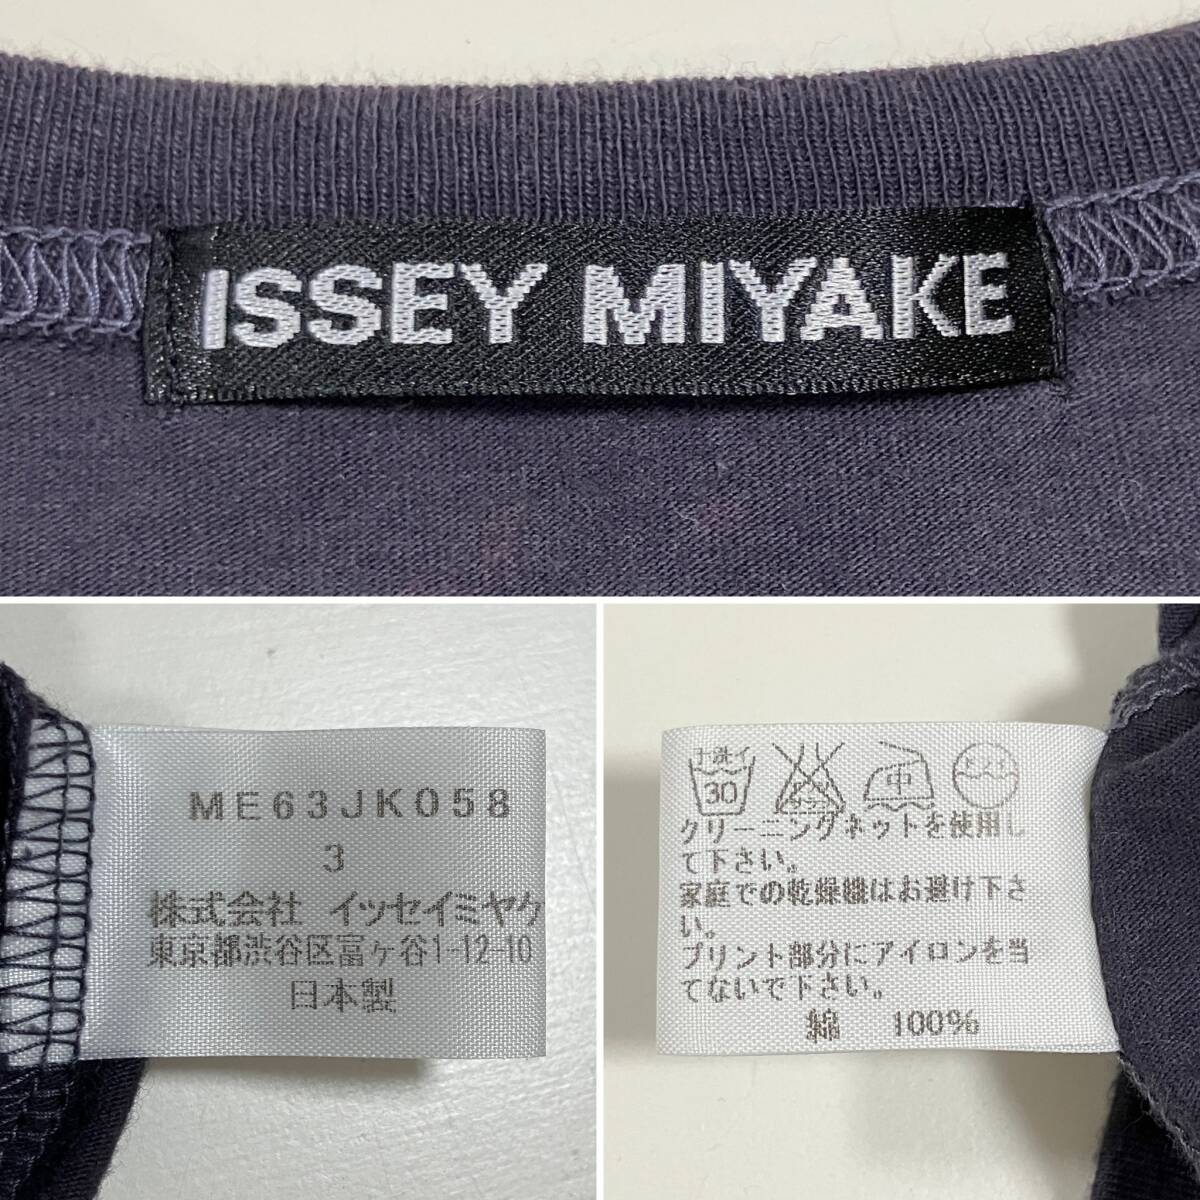 ISSEY MIYAKE
ME63JK058
3
株式会社 イッセイミヤケ
東京都渋谷区富ヶ谷1-12-10
日本製
手洗イ
30
中
クリーニングネットを使用し
て下さい。
家庭での乾燥機はお避け下さ
い。
プリント部分にアイロンを当
てないで下さい。
綿 100%